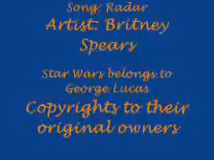 Song: Radar
Artist: Britney
Spears
Star Wars belongs to
George Lucas
Copyrights to their
original owners